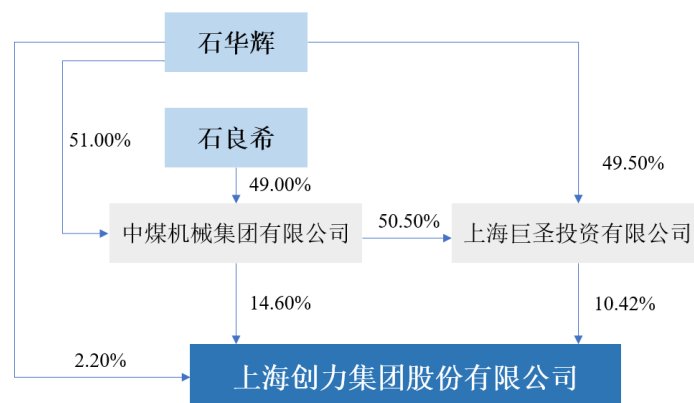 石华辉
51.00%
石良希
49.50%
49.00%
中煤机械集团有限公司
50.50%
上海巨圣投资有限公司
14.60%
10.42%
2.20%
上海创力集团股份有限公司